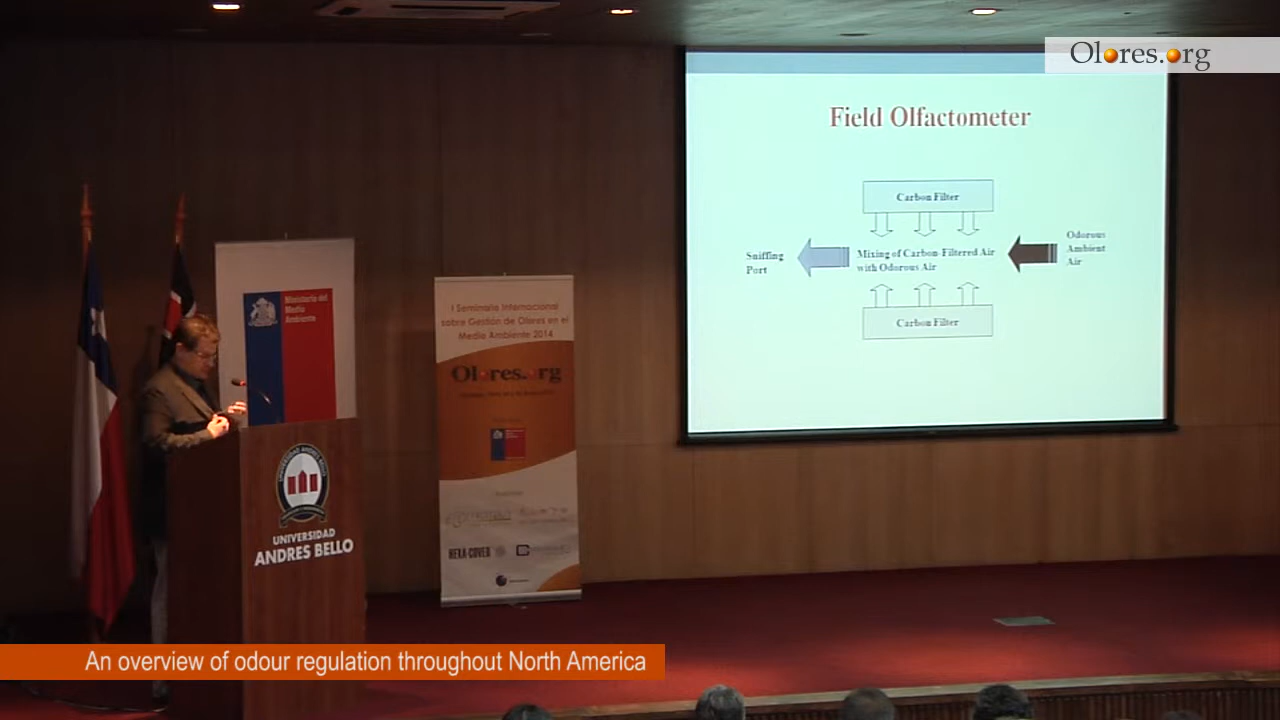 Olores.org
Field Olfactometer
Carbon Filter
Sniffing
Port
Mixing of Carbon-Filtered Air
with Odorous Air
Odorous
Ambient
Air
Carbon Filter
Ministerio del
Medio
Ambiente
I Seminario Internacional
sobre Gestión de Olores en el
Medio Ambiente 2014
Olores.org
HEXA-COVER
UNIVERSIDAD
ANDRES BELLO
An overview of odour regulation throughout North America